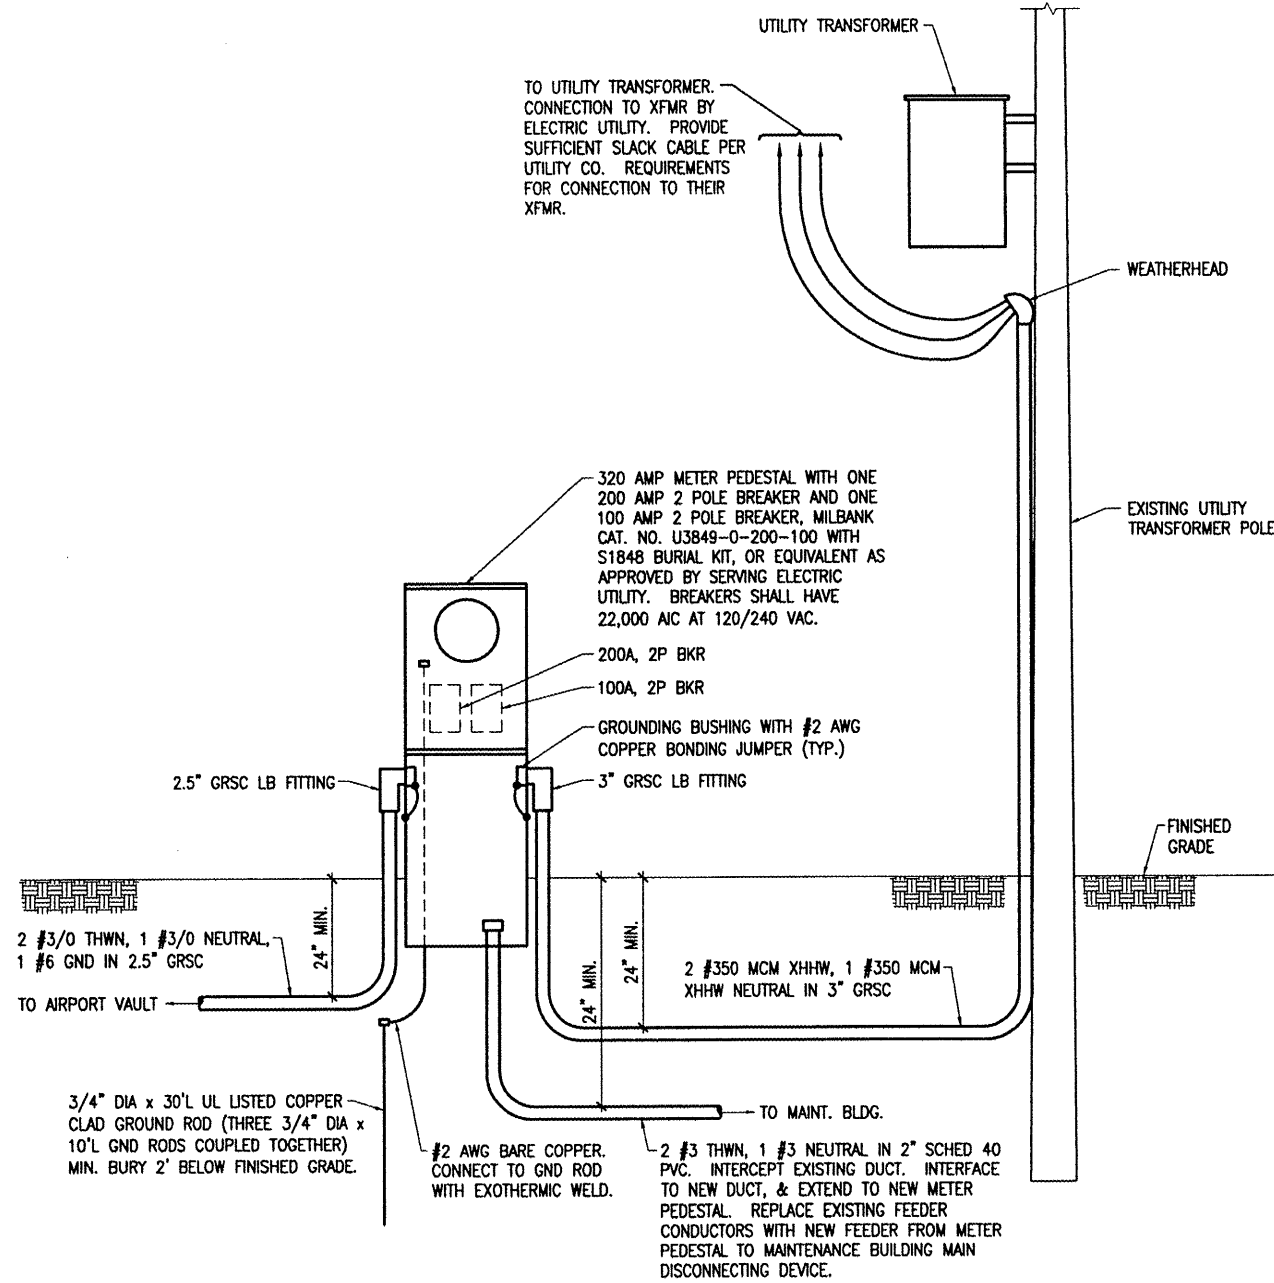 UTILITY TRANSFORMER
TO UTILITY TRANSFORMER.
CONNECTION TO XFMR BY
ELECTRIC UTILITY. PROVIDE
SUFFICIENT SLACK CABLE PER
UTILITY CO. REQUIREMENTS
FOR CONNECTION TO THEIR
XFMR.
WEATHERHEAD
320 AMP METER PEDESTAL WITH ONE
200 AMP 2 POLE BREAKER AND ONE
100 AMP 2 POLE BREAKER, MILBANK
CAT. NO. U3849-0-200-100 WITH
S1848 BURIAL KIT, OR EQUIVALENT AS
APPROVED BY SERVING ELECTRIC
UTILITY. BREAKERS SHALL HAVE
22,000 AIC AT 120/240 VAC.
EXISTING UTILITY
TRANSFORMER POLE
200A, 2P BKR
100A, 2P BKR
GROUNDING BUSHING WITH #2 AWG
COPPER BONDING JUMPER (TYP.)
2.5" GRSC LB FITTING
3" GRSC LB FITTING
FINISHED
GRADE
24" MIN.
24" MIN.
24" MIN.
2 #3/0 THWN, 1 #3/0 NEUTRAL,
1 #6 GND IN 2.5" GRSC
TO AIRPORT VAULT
2 #350 MCM XHHW, 1 #350 MCM
XHHW NEUTRAL IN 3" GRSC
3/4" DIA x 30'L UL LISTED COPPER
CLAD GROUND ROD (THREE 3/4" DIA x
10'L GND RODS COUPLED TOGETHER)
MIN. BURY 2' BELOW FINISHED GRADE.
#2 AWG BARE COPPER.
CONNECT TO GND ROD
WITH EXOTHERMIC WELD.
TO MAINT. BLDG.
2 #3 THWN, 1 #3 NEUTRAL IN 2" SCHED 40
PVC. INTERCEPT EXISTING DUCT. INTERFACE
TO NEW DUCT, & EXTEND TO NEW METER
PEDESTAL. REPLACE EXISTING FEEDER
CONDUCTORS WITH NEW FEEDER FROM METER
PEDESTAL TO MAINTENANCE BUILDING MAIN
DISCONNECTING DEVICE.